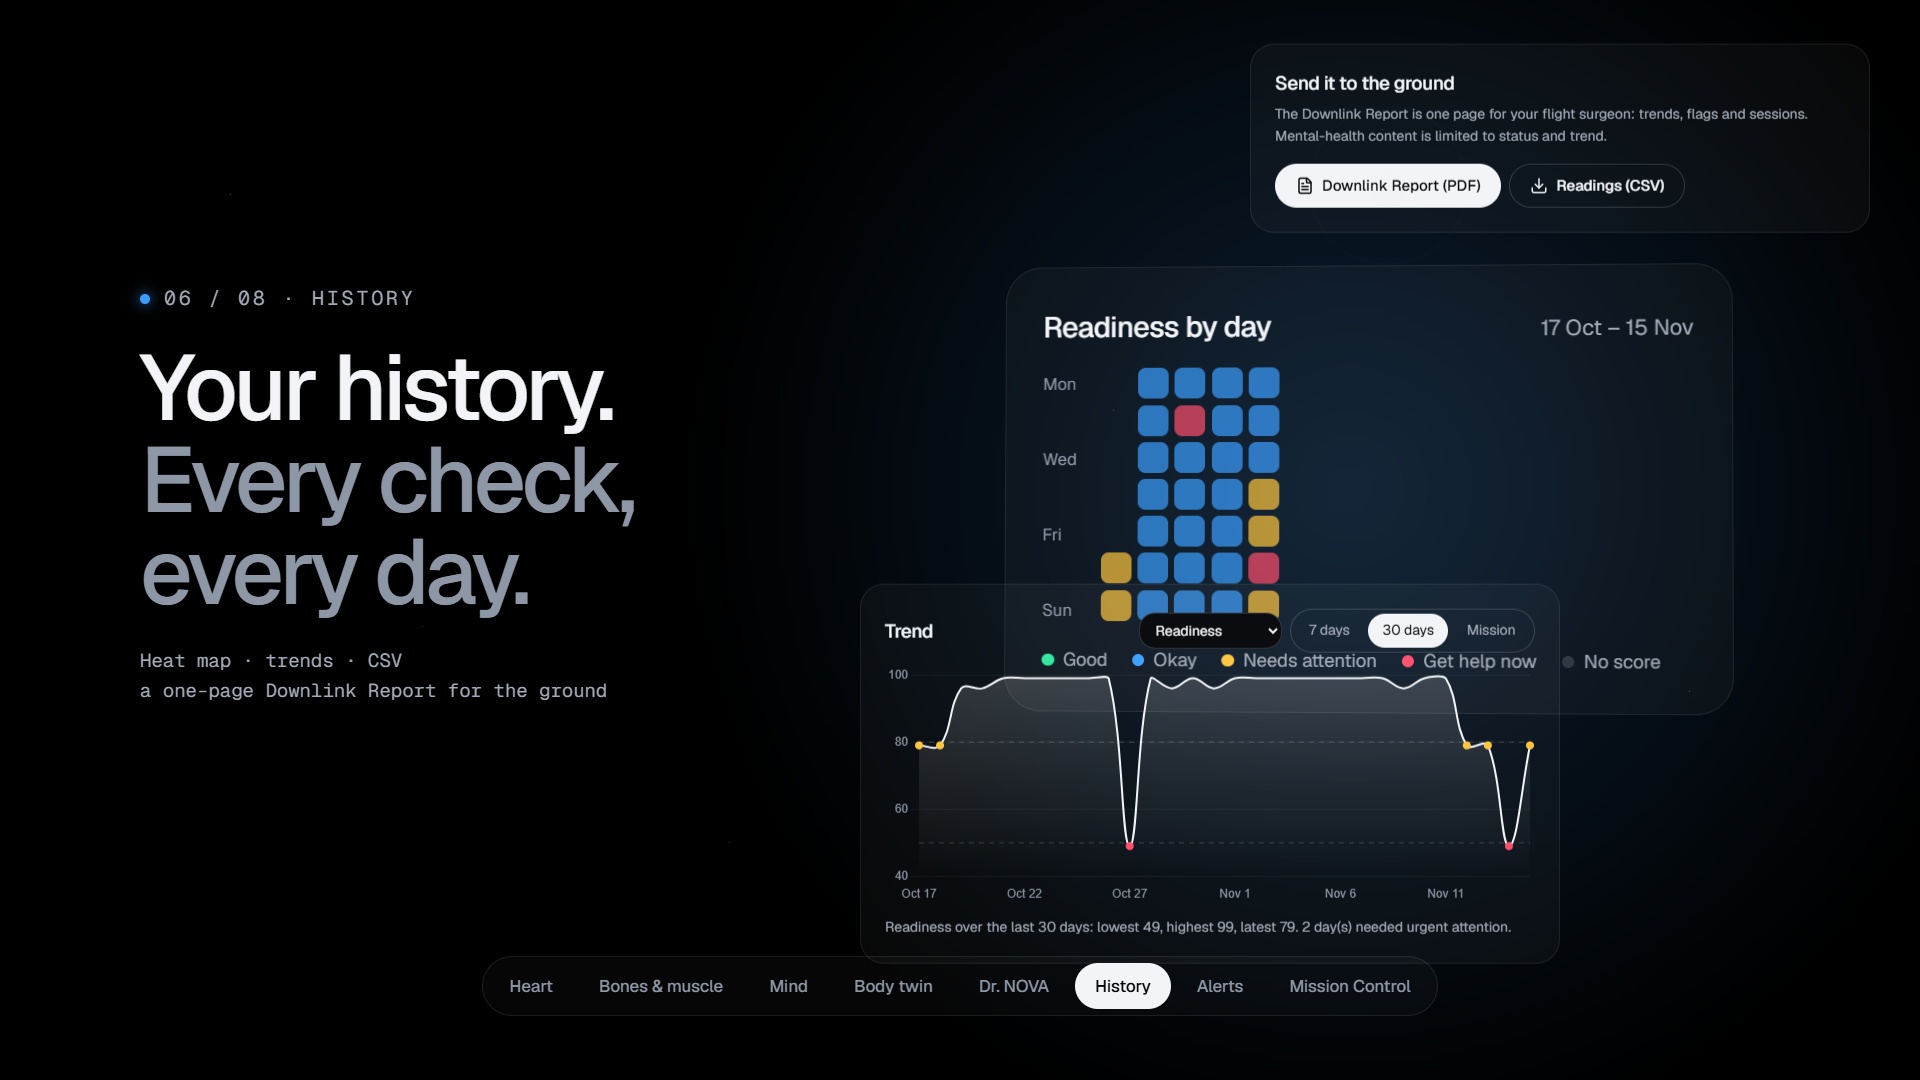 06 / 08 · HISTORY
Your history.
Every check,
every day.
Heat map · trends · CSV
a one-page Downlink Report for the ground
Send it to the ground
The Downlink Report is one page for your flight surgeon: trends, flags and sessions.
Mental-health content is limited to status and trend.
Downlink Report (PDF)
Readings (CSV)
Readiness by day
17 Oct – 15 Nov
Mon
Wed
Fri
Sun
Good
Okay
Needs attention
Get help now
No score
Trend
Readiness
7 days
30 days
Mission
100
80
60
40
Oct 17
Oct 22
Oct 27
Nov 1
Nov 6
Nov 11
Readiness over the last 30 days: lowest 49, highest 99, latest 79. 2 day(s) needed urgent attention.
Heart
Bones & muscle
Mind
Body twin
Dr. NOVA
History
Alerts
Mission Control